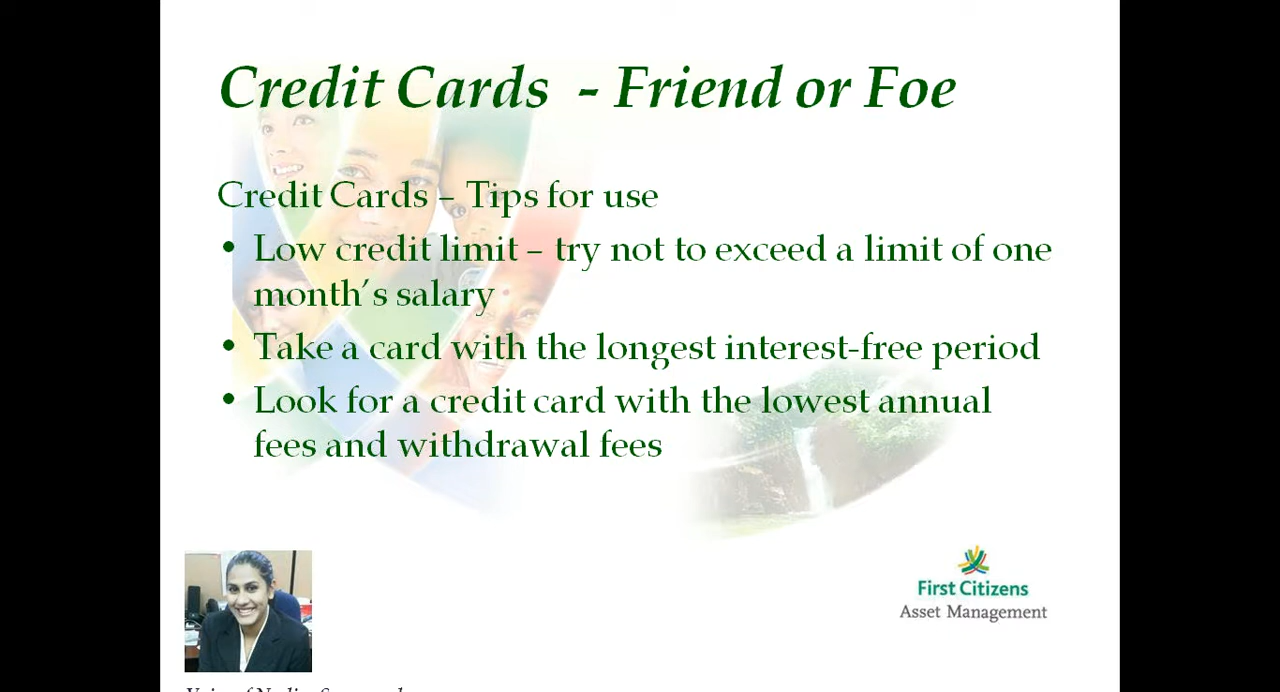 Credit Cards - Friend or Foe
Credit Cards – Tips for use
• Low credit limit – try not to exceed a limit of one
month's salary
• Take a card with the longest interest-free period
• Look for a credit card with the lowest annual
fees and withdrawal fees
First Citizens
Asset Management